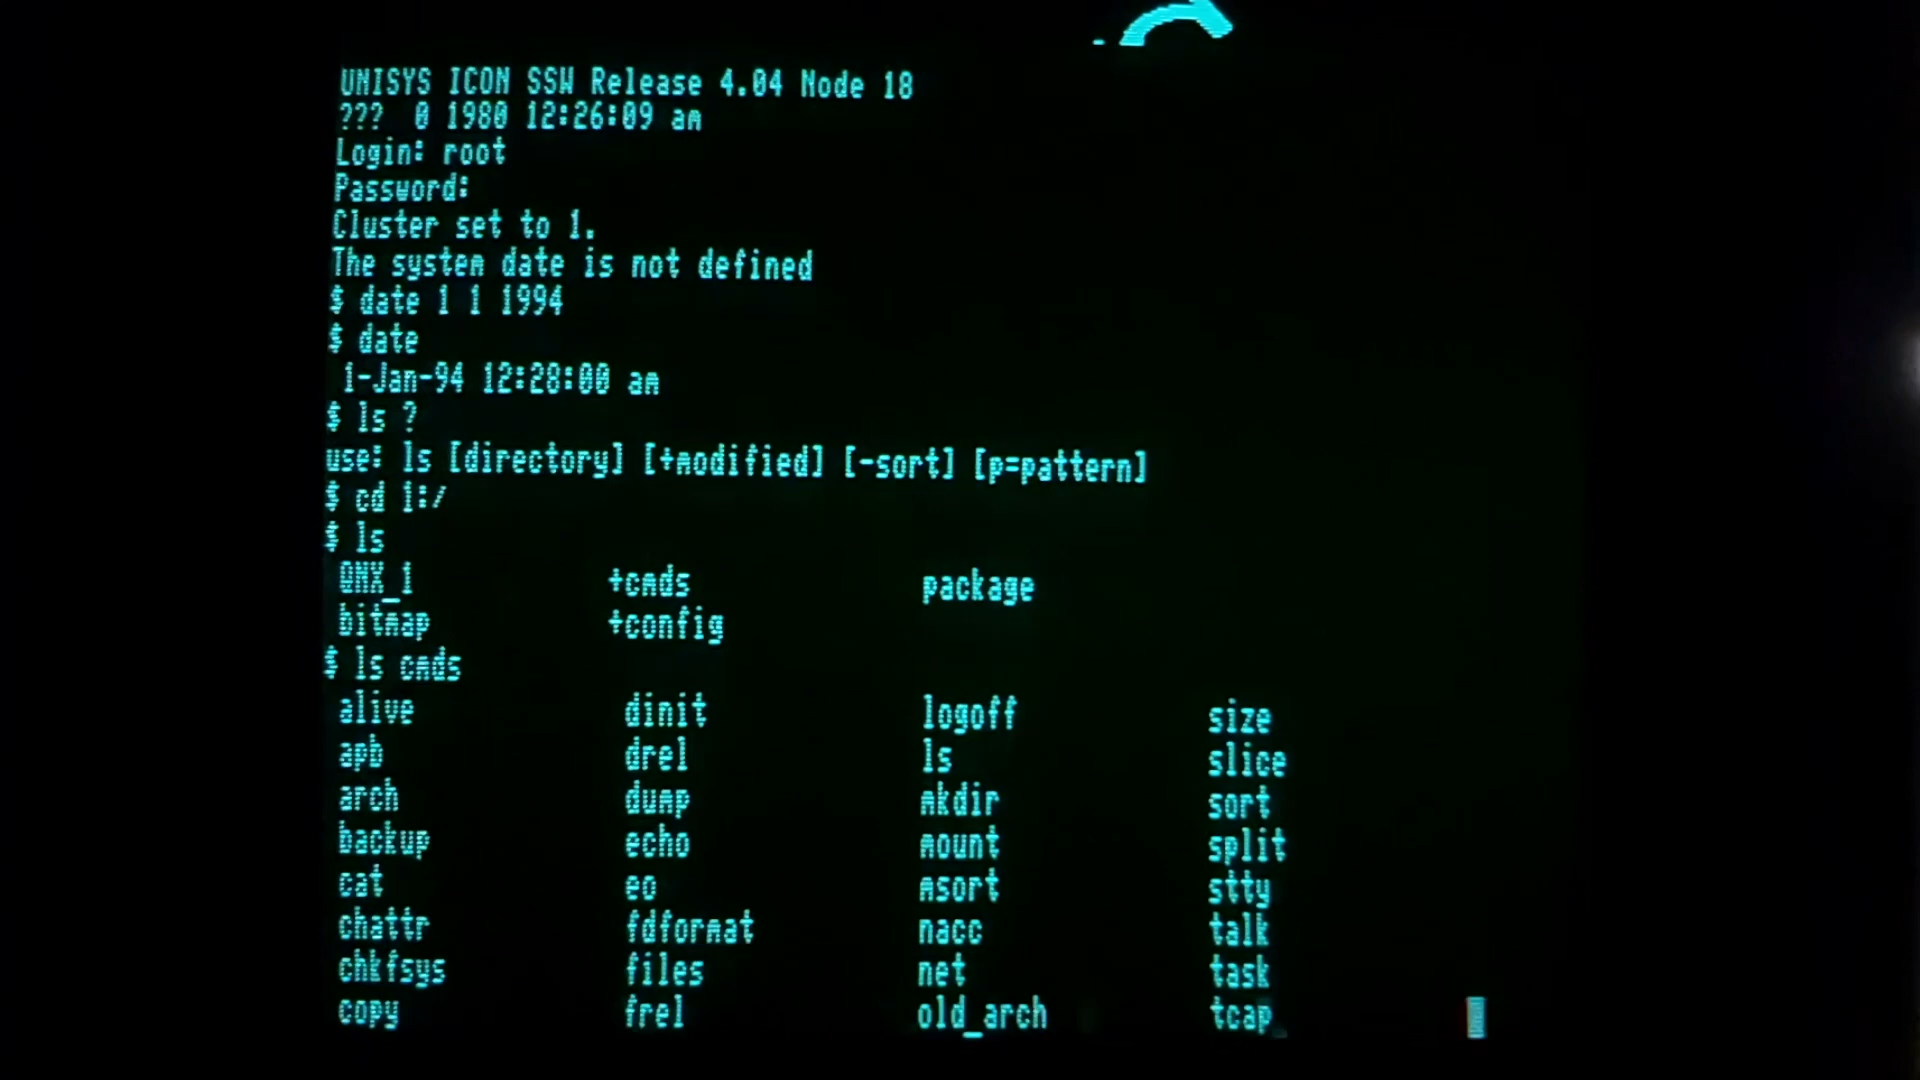 UNISYS ICON SSW Release 4.04 Node 18
???  0 1980 12:26:09 am
Login: root
Password:
Cluster set to 1.
The system date is not defined
$ date 1 1 1994
$ date
1-Jan-94 12:28:00 am
$ ls ?
use: ls [directory] [+modified] [-sort] [p=pattern]
$ cd 1:/
$ ls
QNX_1 +cmds package
bitmap +config
$ ls cmds
alive dinit logoff size
apb drel ls slice
arch dump mkdir sort
backup echo mount split
cat eo msort stty
chattr fdformat nacc talk
chkfsys files net task
copy frel old_arch tcap